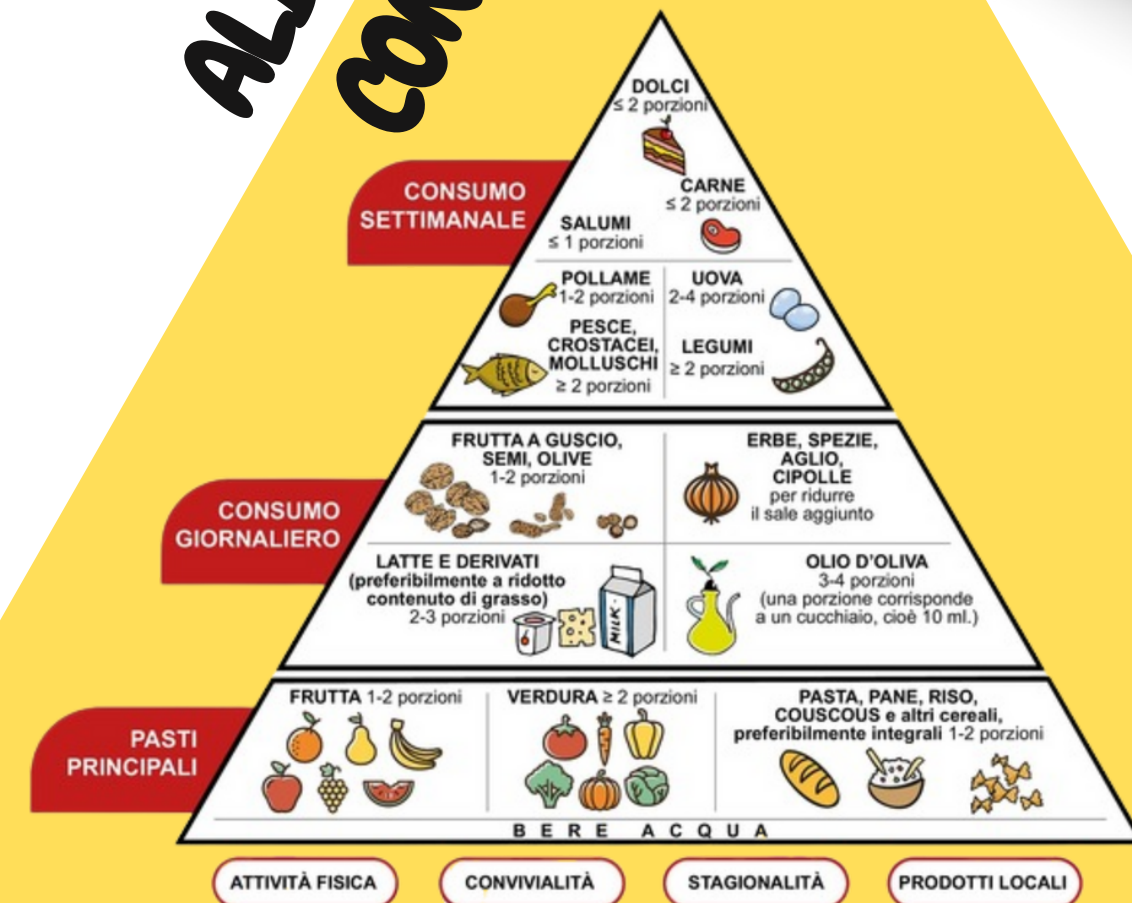 DOLCI
≤ 2 porzioni
CONSUMO
SETTIMANALE
CARNE
≤ 2 porzioni
SALUMI
≤ 1 porzioni
POLLAME
1-2 porzioni
UOVA
2-4 porzioni
PESCE,
CROSTACEI,
MOLLUSCHI
≥ 2 porzioni
LEGUMI
≥ 2 porzioni
CONSUMO
GIORNALIERO
FRUTTA A GUSCIO,
SEMI, OLIVE
1-2 porzioni
ERBE, SPEZIE,
AGLIO,
CIPOLLE
per ridurre
il sale aggiunto
LATTE E DERIVATI
(preferibilmente a ridotto
contenuto di grasso)
2-3 porzioni
MILK
OLIO D'OLIVA
3-4 porzioni
(una porzione corrisponde
a un cucchiaio, cioè 10 ml.)
PASTI
PRINCIPALI
FRUTTA 1-2 porzioni
VERDURA ≥ 2 porzioni
PASTA, PANE, RISO,
COUSCOUS e altri cereali,
preferibilmente integrali 1-2 porzioni
BERE ACQUA
ATTIVITÀ FISICA
CONVIVIALITÀ
STAGIONALITÀ
PRODOTTI LOCALI